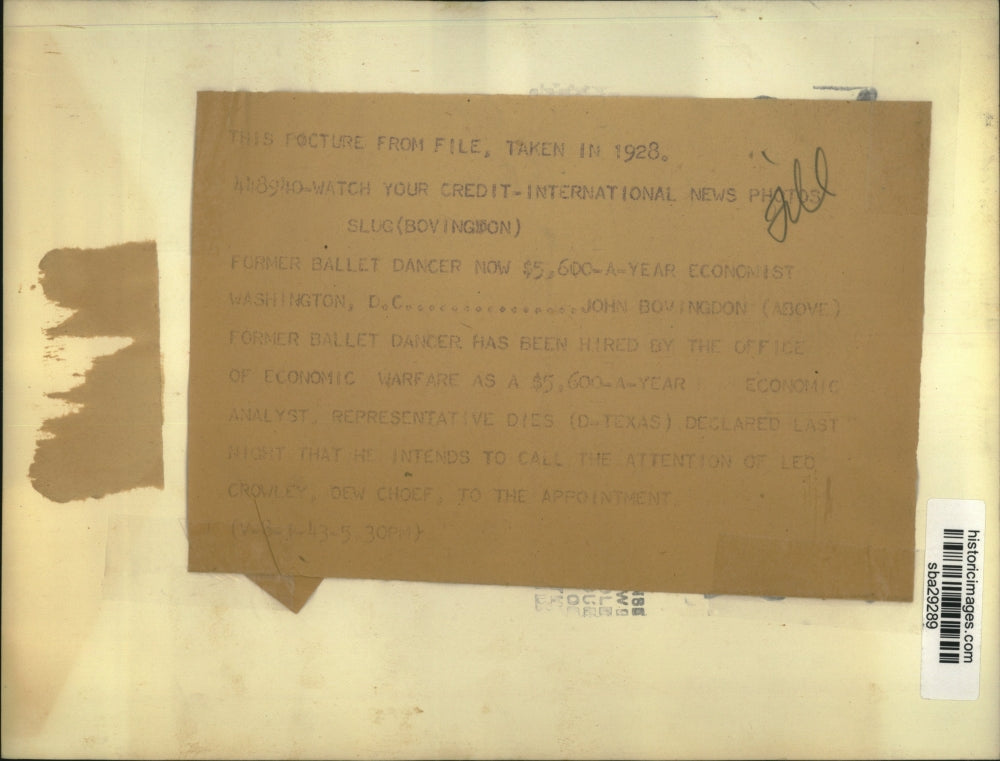 THIS POCTURE FROM FILE, TAKEN IN 1928.
448940-WATCH YOUR CREDIT-INTERNATIONAL NEWS PHOTOS
SLUG(BOVINGDON)
FORMER BALLET DANCER NOW $5,600-A-YEAR ECONOMIST
WASHINGTON, D.C..................JOHN BOVINGDON (ABOVE)
FORMER BALLET DANCER HAS BEEN HIRED BY THE OFFICE
OF ECONOMIC WARFARE AS A $5,600-A-YEAR ECONOMIC
ANALYST. REPRESENTATIVE DIES (D-TEXAS) DECLARED LAST
NIGHT THAT HE INTENDS TO CALL THE ATTENTION OF LEO
CROWLEY, OEW CHOEF, TO THE APPOINTMENT.
historicimages.com
sba29289